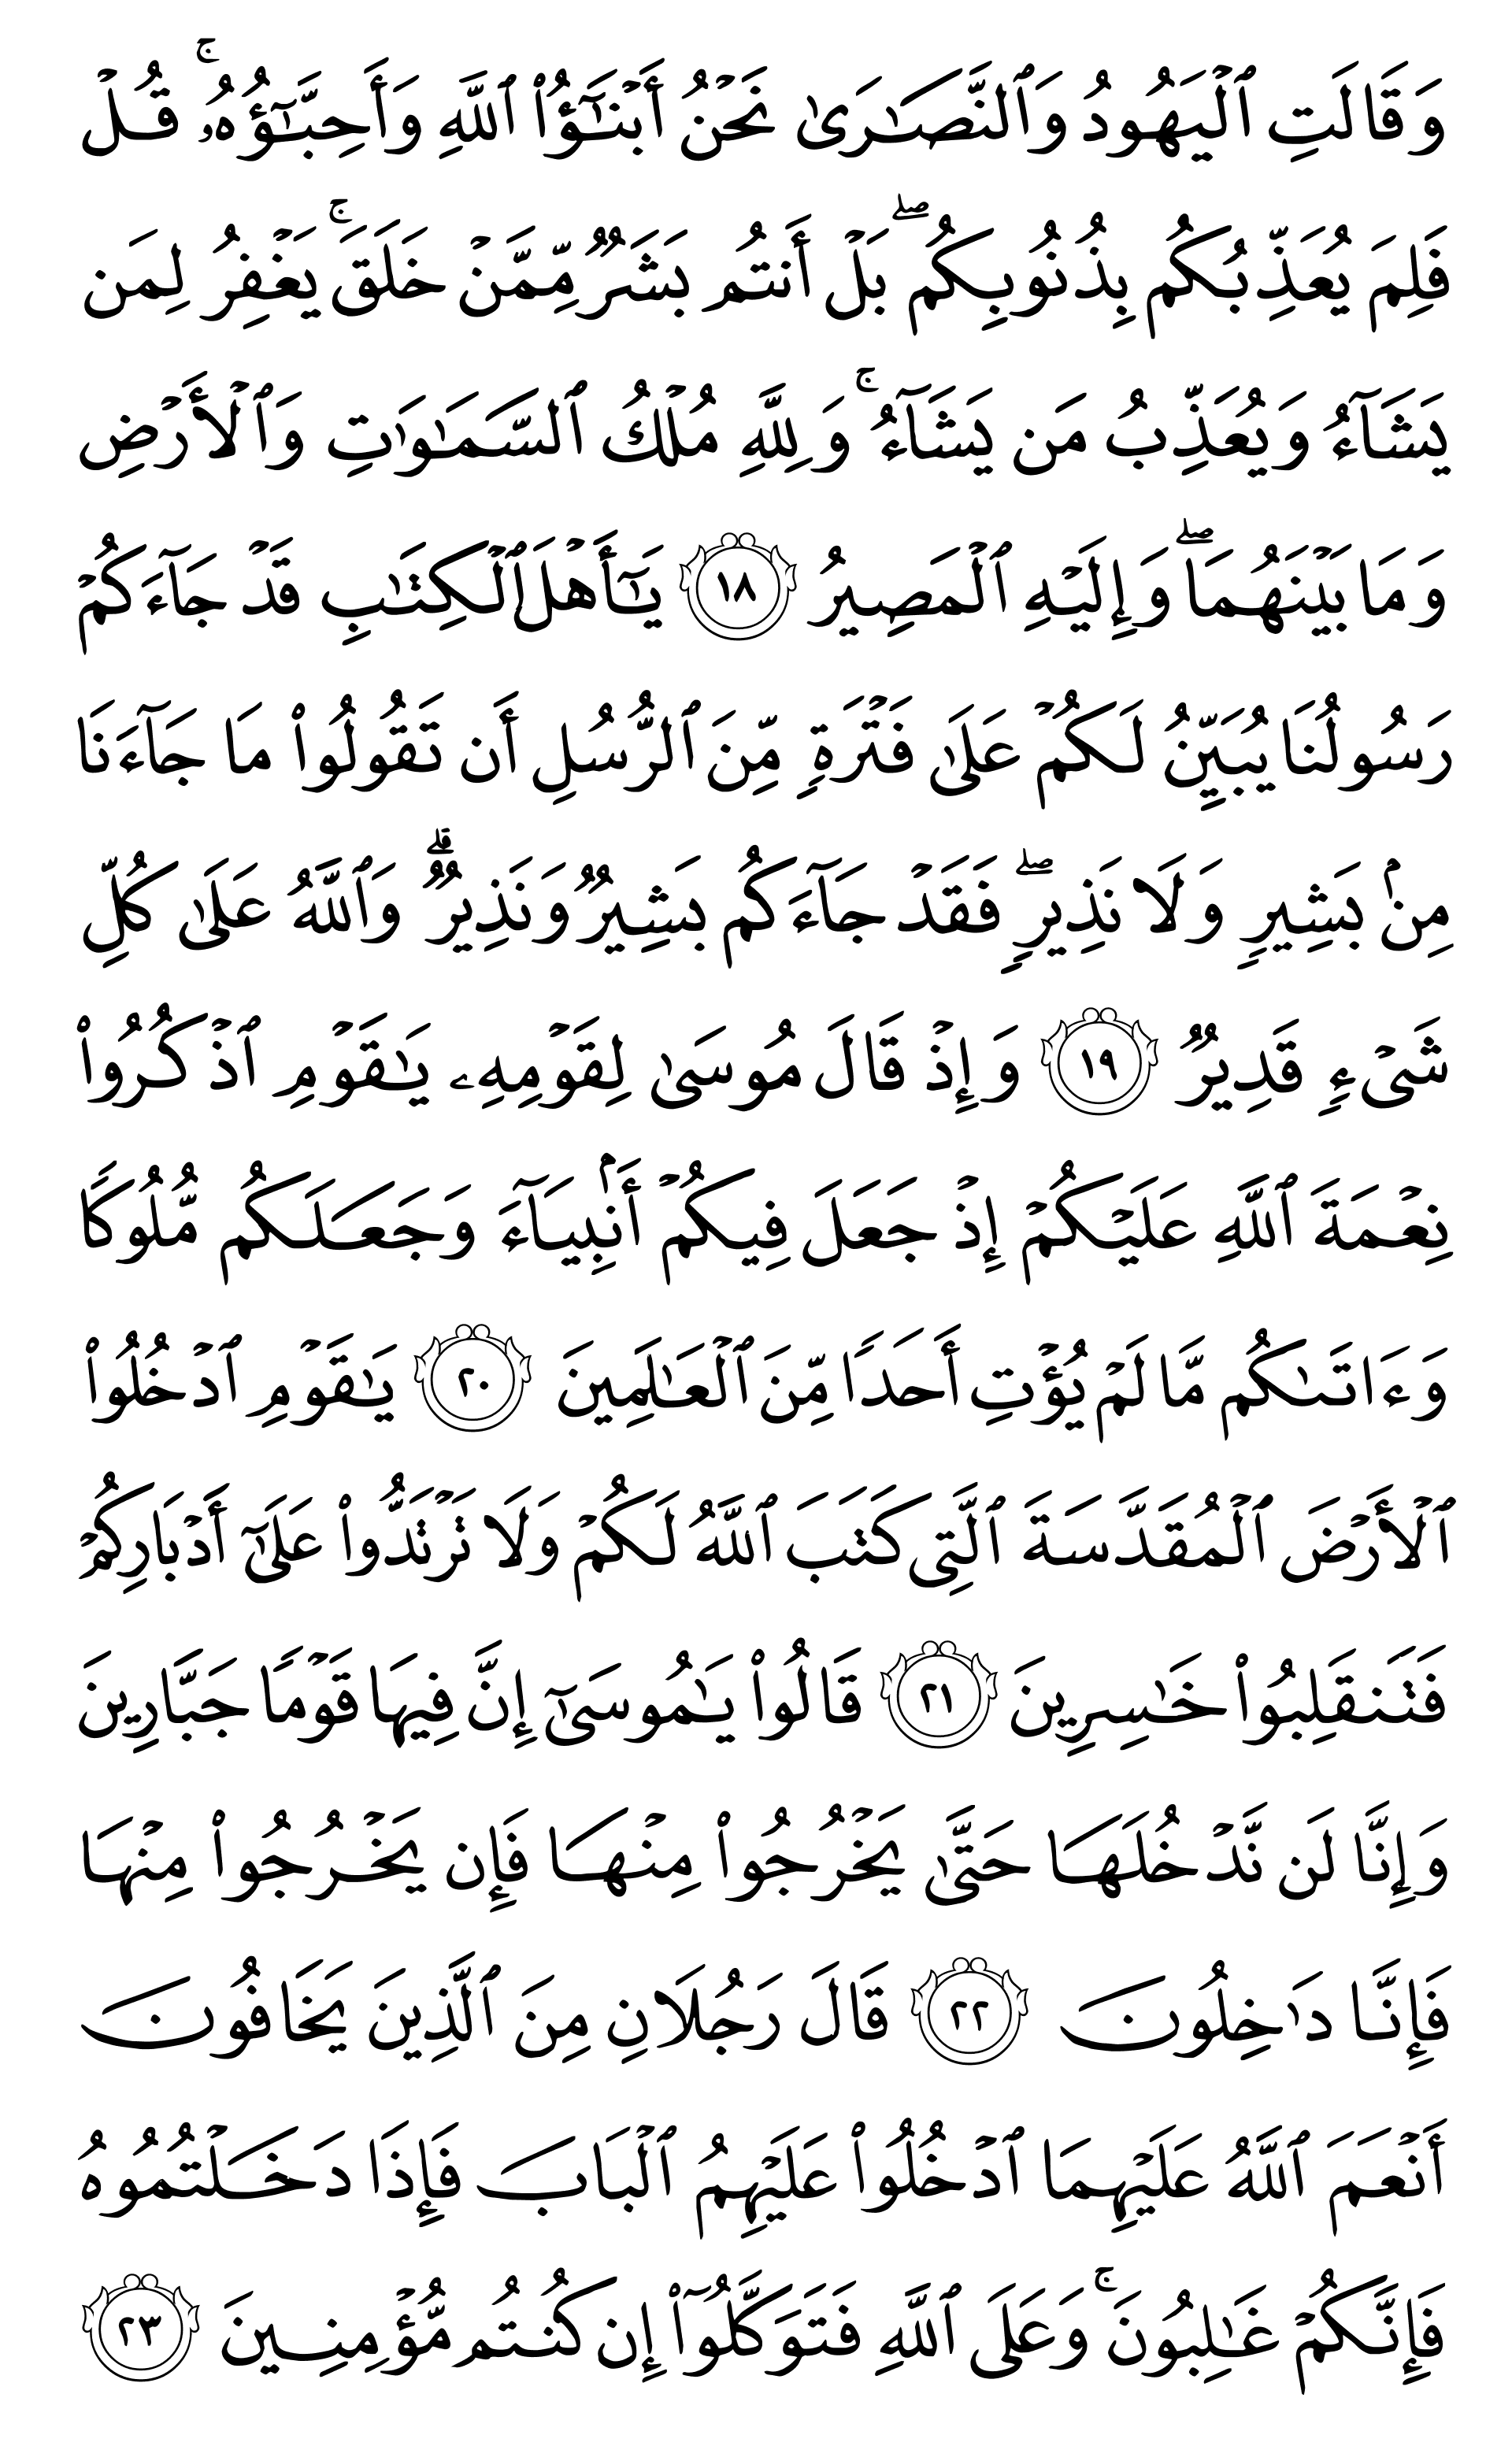 وَقَالَتِ ٱلْيَهُودُ وَٱلنَّصَٰرَىٰ نَحْنُ أَبْنَٰٓؤُا۟ ٱللَّهِ وَأَحِبَّٰٓؤُهُۥ ۚ قُلْ
فَلِمَ يُعَذِّبُكُم بِذُنُوبِكُم ۖ بَلْ أَنتُم بَشَرٌ مِّمَّنْ خَلَقَ ۚ يَغْفِرُ لِمَن
يَشَآءُ وَيُعَذِّبُ مَن يَشَآءُ ۚ وَلِلَّهِ مُلْكُ ٱلسَّمَٰوَٰتِ وَٱلْأَرْضِ
وَمَا بَيْنَهُمَا ۖ وَإِلَيْهِ ٱلْمَصِيرُ ١٨ يَٰٓأَهْلَ ٱلْكِتَٰبِ قَدْ جَآءَكُمْ
رَسُولُنَا يُبَيِّنُ لَكُمْ عَلَىٰ فَتْرَةٍ مِّنَ ٱلرُّسُلِ أَن تَقُولُوا۟ مَا جَآءَنَا
مِنۢ بَشِيرٍ وَلَا نَذِيرٍ ۖ فَقَدْ جَآءَكُم بَشِيرٌ وَنَذِيرٌ ۗ وَٱللَّهُ عَلَىٰ كُلِّ
شَىْءٍ قَدِيرٌ ١٩ وَإِذْ قَالَ مُوسَىٰ لِقَوْمِهِۦ يَٰقَوْمِ ٱذْكُرُوا۟
نِعْمَةَ ٱللَّهِ عَلَيْكُمْ إِذْ جَعَلَ فِيكُمْ أَنۢبِيَآءَ وَجَعَلَكُم مُّلُوكًا
وَءَاتَىٰكُم مَّا لَمْ يُؤْتِ أَحَدًا مِّنَ ٱلْعَٰلَمِينَ ٢٠ يَٰقَوْمِ ٱدْخُلُوا۟
ٱلْأَرْضَ ٱلْمُقَدَّسَةَ ٱلَّتِى كَتَبَ ٱللَّهُ لَكُمْ وَلَا تَرْتَدُّوا۟ عَلَىٰٓ أَدْبَارِكُمْ
فَتَنقَلِبُوا۟ خَٰسِرِينَ ٢١ قَالُوا۟ يَٰمُوسَىٰٓ إِنَّ فِيهَا قَوْمًا جَبَّارِينَ
وَإِنَّا لَن نَّدْخُلَهَا حَتَّىٰ يَخْرُجُوا۟ مِنْهَا فَإِن يَخْرُجُوا۟ مِنْهَا
فَإِنَّا دَٰخِلُونَ ٢٢ قَالَ رَجُلَانِ مِنَ ٱلَّذِينَ يَخَافُونَ
أَنْعَمَ ٱللَّهُ عَلَيْهِمَا ٱدْخُلُوا۟ عَلَيْهِمُ ٱلْبَابَ فَإِذَا دَخَلْتُمُوهُ
فَإِنَّكُمْ غَٰلِبُونَ ۚ وَعَلَى ٱللَّهِ فَتَوَكَّلُوٓا۟ إِن كُنتُم مُّؤْمِنِينَ ٢٣